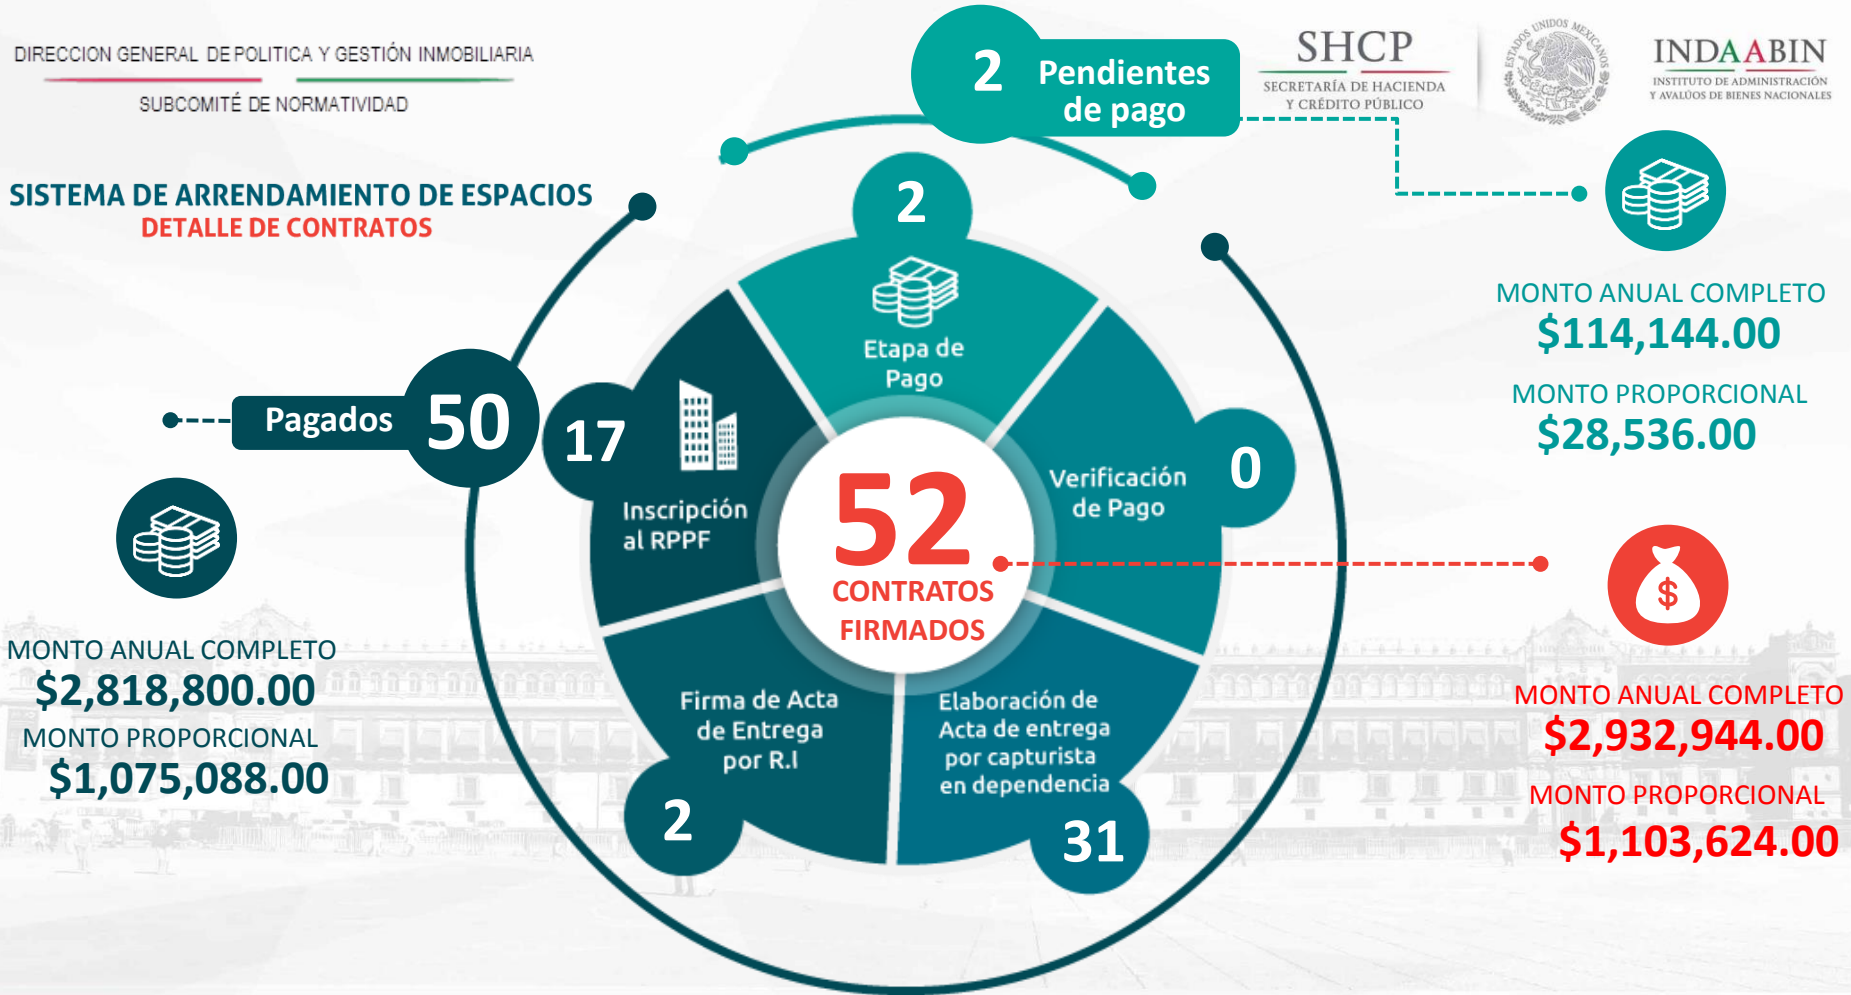 DIRECCION GENERAL DE POLITICA Y GESTIÓN INMOBILIARIA
SUBCOMITÉ DE NORMATIVIDAD
SISTEMA DE ARRENDAMIENTO DE ESPACIOS
DETALLE DE CONTRATOS
2
Pendientes
de pago
SHCP
SECRETARÍA DE HACIENDA
Y CRÉDITO PÚBLICO
ESTADOS UNIDOS MEXICANOS
INDAABIN
INSTITUTO DE ADMINISTRACIÓN
Y AVALÚOS DE BIENES NACIONALES
MONTO ANUAL COMPLETO
$114,144.00
MONTO PROPORCIONAL
$28,536.00
2
Etapa de
Pago
Pagados
50
17
Inscripción
al RPPF
Verificación
de Pago
0
52
CONTRATOS
FIRMADOS
Firma de Acta
de Entrega
por R.I
2
Elaboración de
Acta de entrega
por capturista
en dependencia
31
MONTO ANUAL COMPLETO
$2,818,800.00
MONTO PROPORCIONAL
$1,075,088.00
$
MONTO ANUAL COMPLETO
$2,932,944.00
MONTO PROPORCIONAL
$1,103,624.00